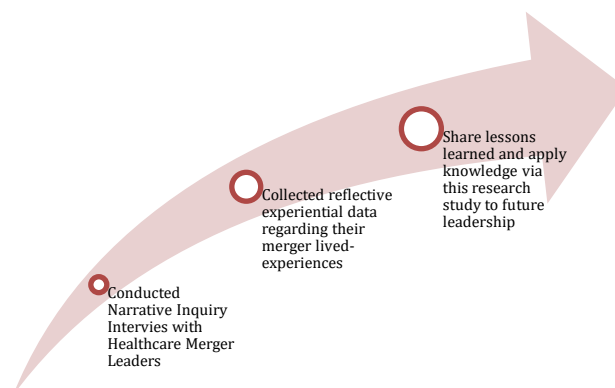 Conducted
Narrative Inquiry
Intervies with
Healthcare Merger
Leaders
Collected reflective
experiential data
regarding their
merger lived-
experiences
Share lessons
learned and apply
knowledge via
this research
study to future
leadership